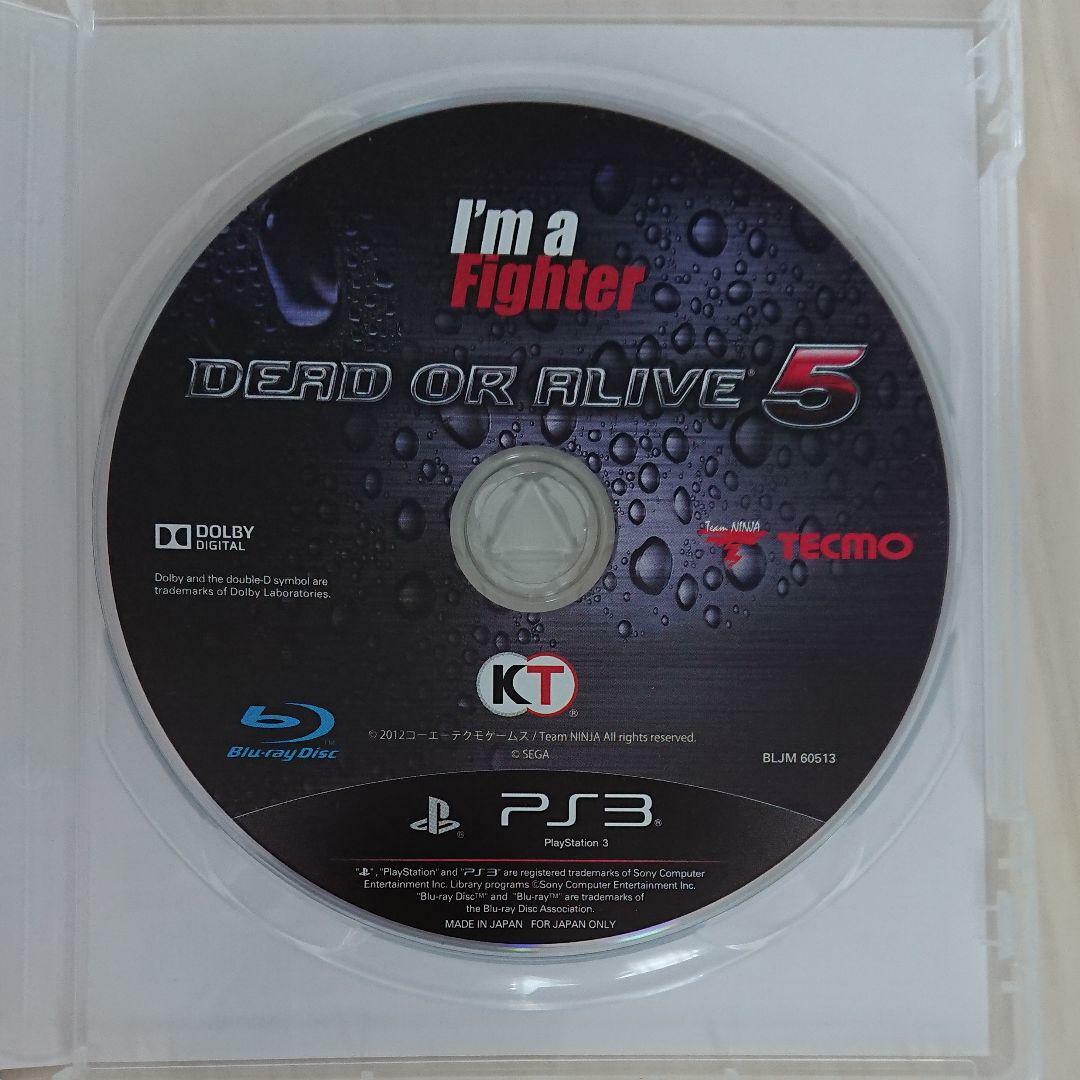 I'm a
Fighter
DEAD OR ALIVE® 5
DOLBY
DIGITAL
Dolby and the double-D symbol are
trademarks of Dolby Laboratories.
Team NINJA
TECMO
KT®
Blu-ray Disc™
© 2012コーエーテクモゲームス / Team NINJA All rights reserved.
© SEGA
BLJM 60513
PS3®
PlayStation 3
"", "PlayStation" and "PS3" are registered trademarks of Sony Computer
Entertainment Inc. Library programs ©Sony Computer Entertainment Inc.
"Blu-ray Disc™" and "Blu-ray™" are trademarks of
the Blu-ray Disc Association.
MADE IN JAPAN FOR JAPAN ONLY